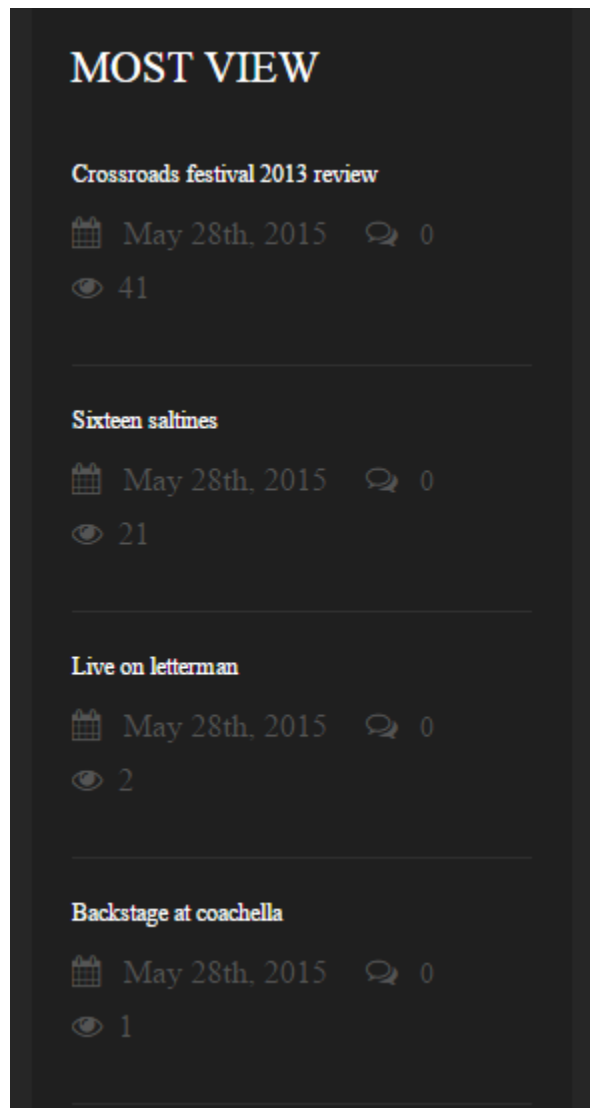 MOST VIEW
Crossroads festival 2013 review
May 28th, 2015 0
41
Sixteen saltines
May 28th, 2015 0
21
Live on letterman
May 28th, 2015 0
2
Backstage at coachella
May 28th, 2015 0
1